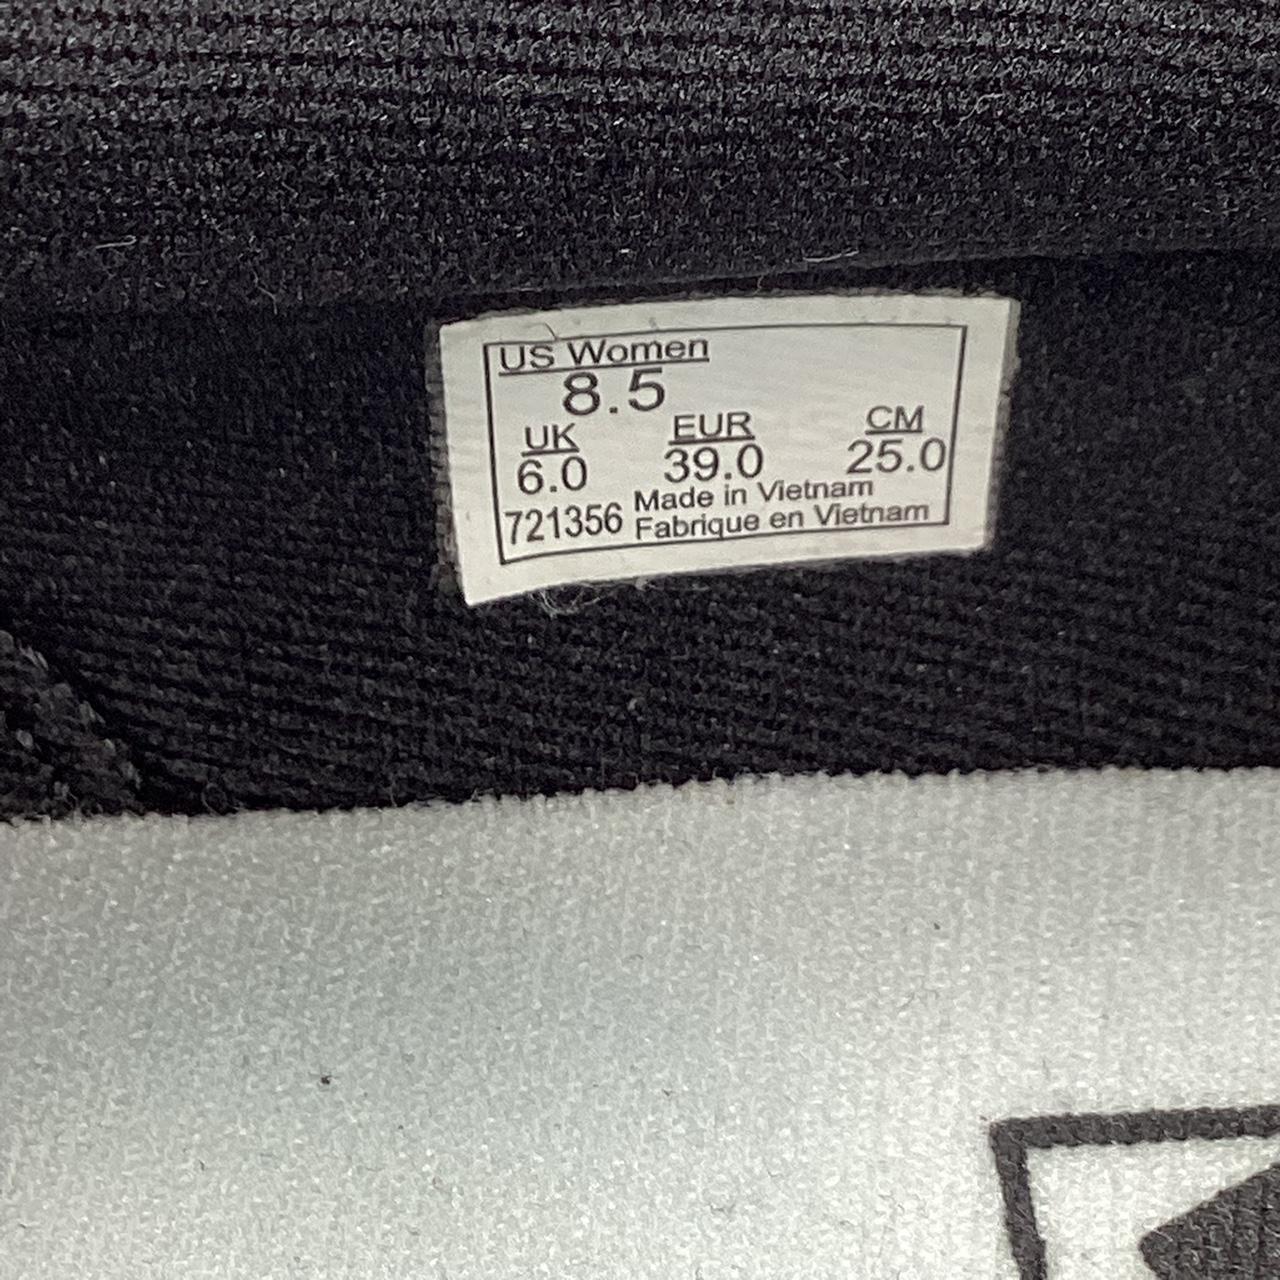 US Women
8.5
UK EUR CM
6.0 39.0 25.0
721356 Made in Vietnam
Fabrique en Vietnam